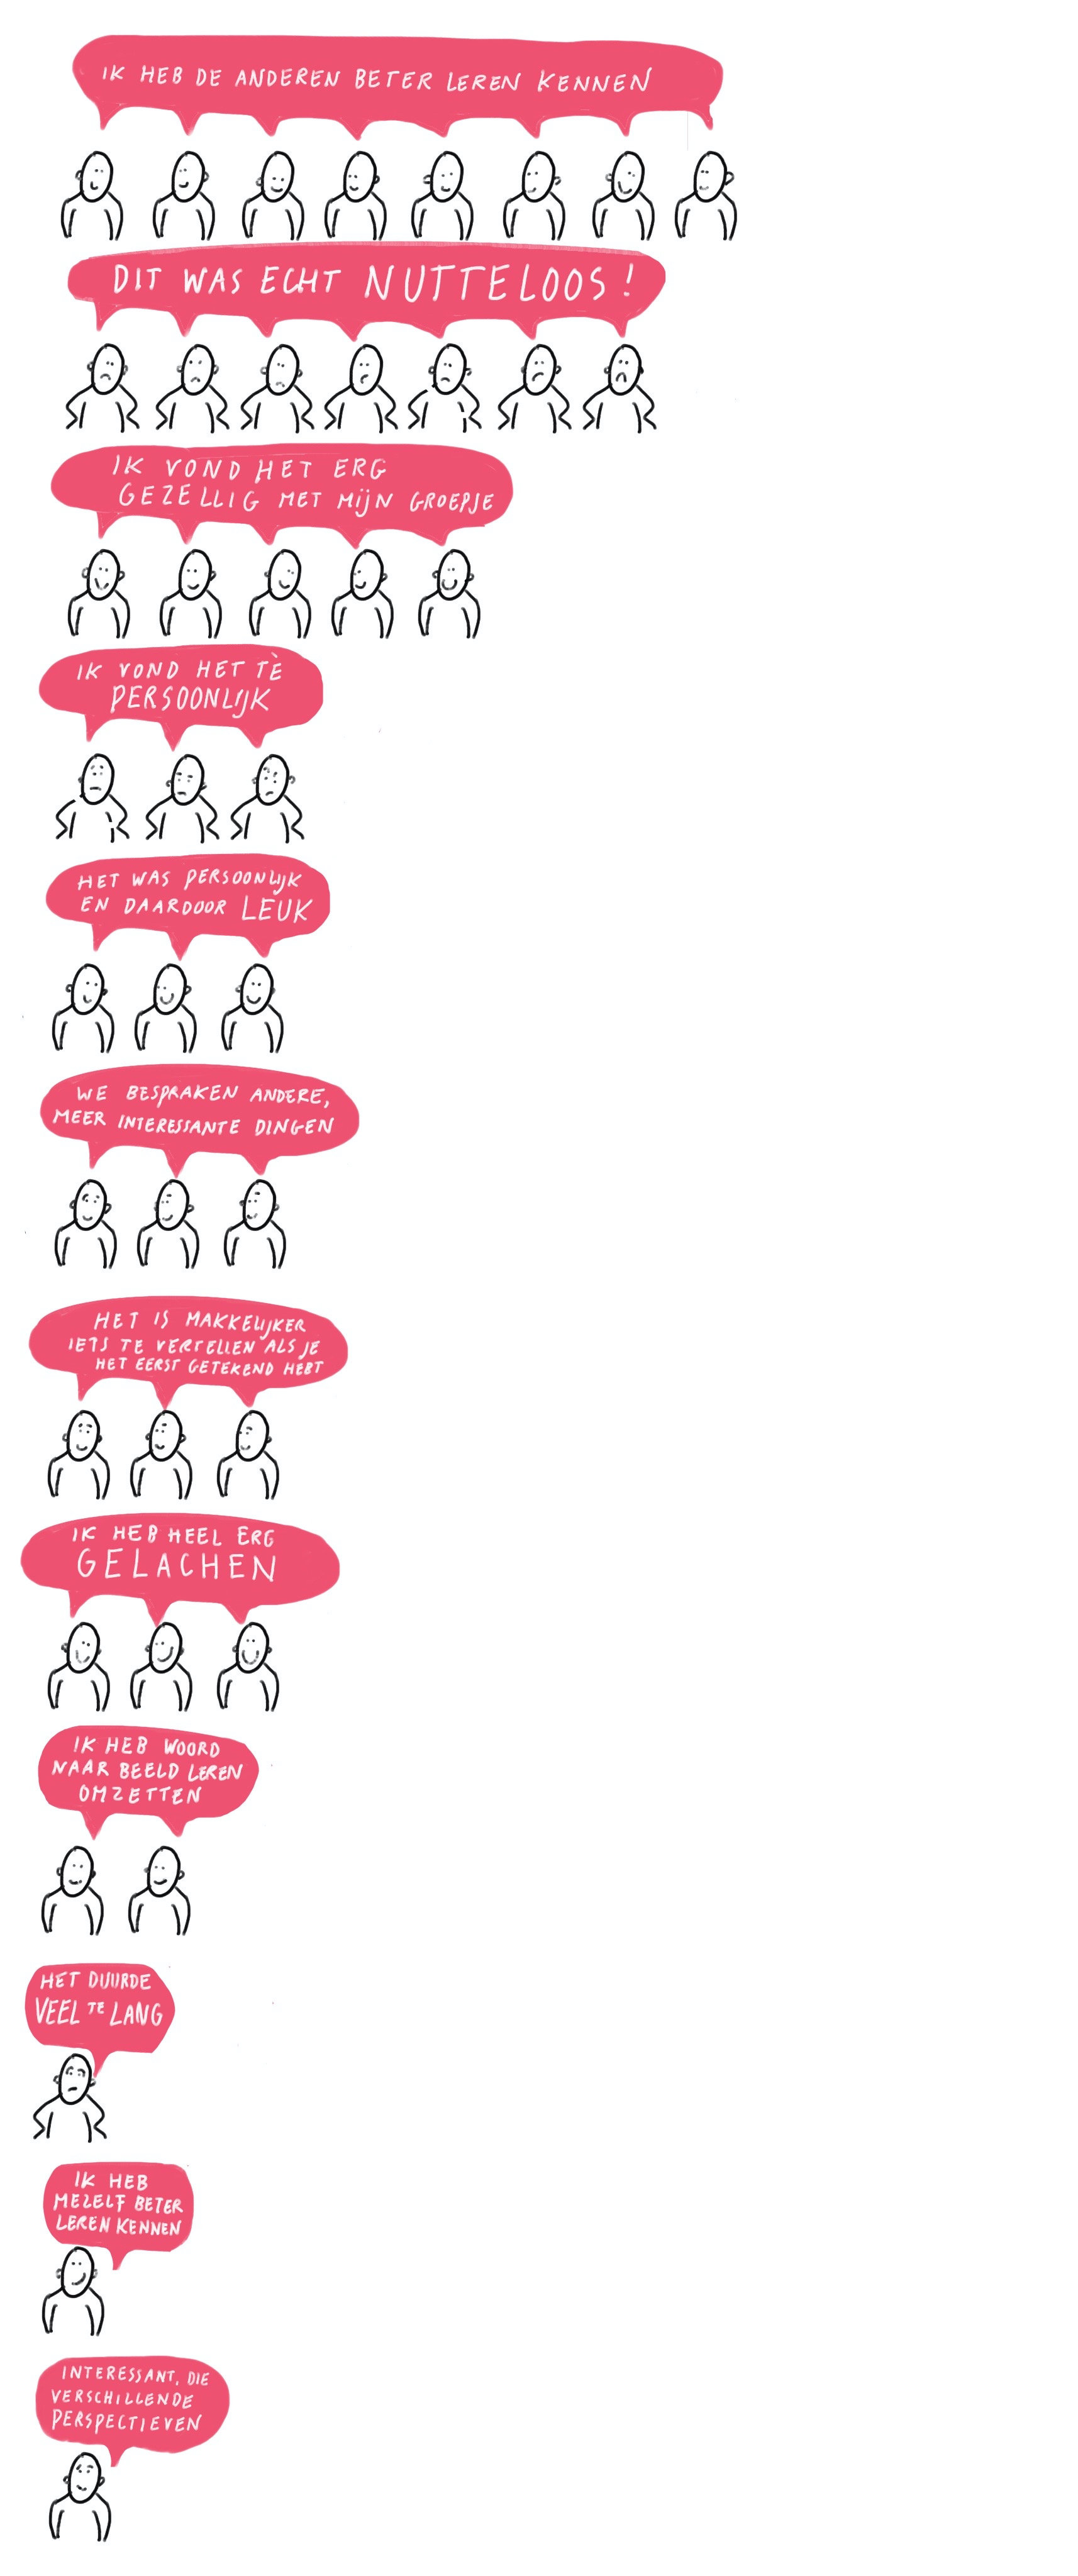 IK HEB DE ANDEREN BETER LEREN KENNEN
DIT WAS ECHT NUTTELOOS!
IK VOND HET ERG
GEZELLIG MET MIJN GROEPJE
IK VOND HET TÈ
PERSOONLIJK
HET WAS PERSOONLIJK
EN DAARDOOR LEUK
WE BESPRAKEN ANDERE,
MEER INTERESSANTE DINGEN
HET IS MAKKELIJKER
IETS TE VERTELLEN ALS JE
HET EERST GETEKEND HEBT
IK HEB HEEL ERG
GELACHEN
IK HEB WOORD
NAAR BEELD LEREN
OMZETTEN
HET DUURDE
VEEL TE LANG
IK HEB
MEZELF BETER
LEREN KENNEN
INTERESSANT, DIE
VERSCHILLENDE
PERSPECTIEVEN